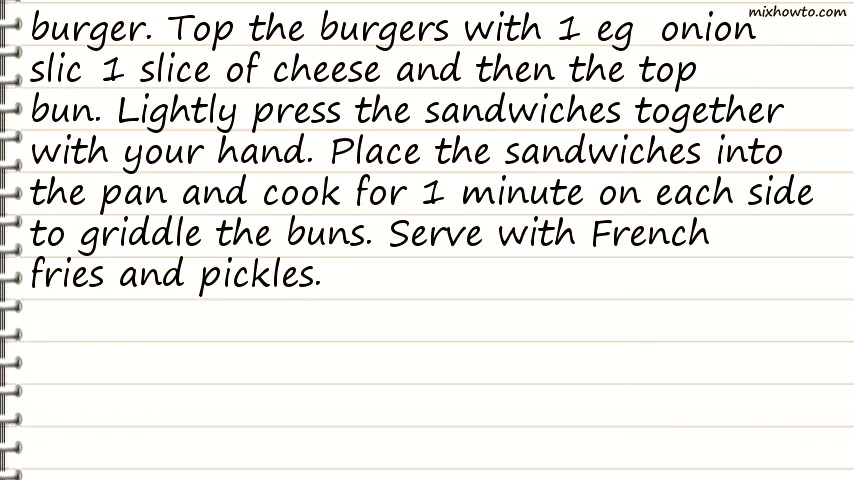 mixhowto.com
burger. Top the burgers with 1 eg onion
slic 1 slice of cheese and then the top
bun. Lightly press the sandwiches together
with your hand. Place the sandwiches into
the pan and cook for 1 minute on each side
to griddle the buns. Serve with French
fries and pickles.